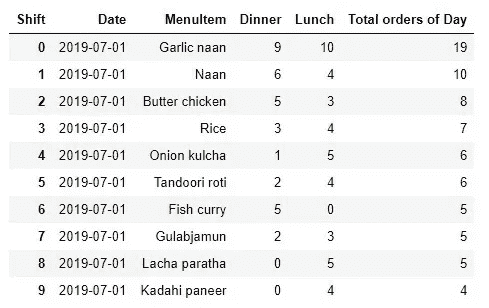 Shift Date MenuItem Dinner Lunch Total orders of Day
0 2019-07-01 Garlic naan 9 10 19
1 2019-07-01 Naan 6 4 10
2 2019-07-01 Butter chicken 5 3 8
3 2019-07-01 Rice 3 4 7
4 2019-07-01 Onion kulcha 1 5 6
5 2019-07-01 Tandoori roti 2 4 6
6 2019-07-01 Fish curry 5 0 5
7 2019-07-01 Gulabjamun 2 3 5
8 2019-07-01 Lacha paratha 0 5 5
9 2019-07-01 Kadahi paneer 0 4 4